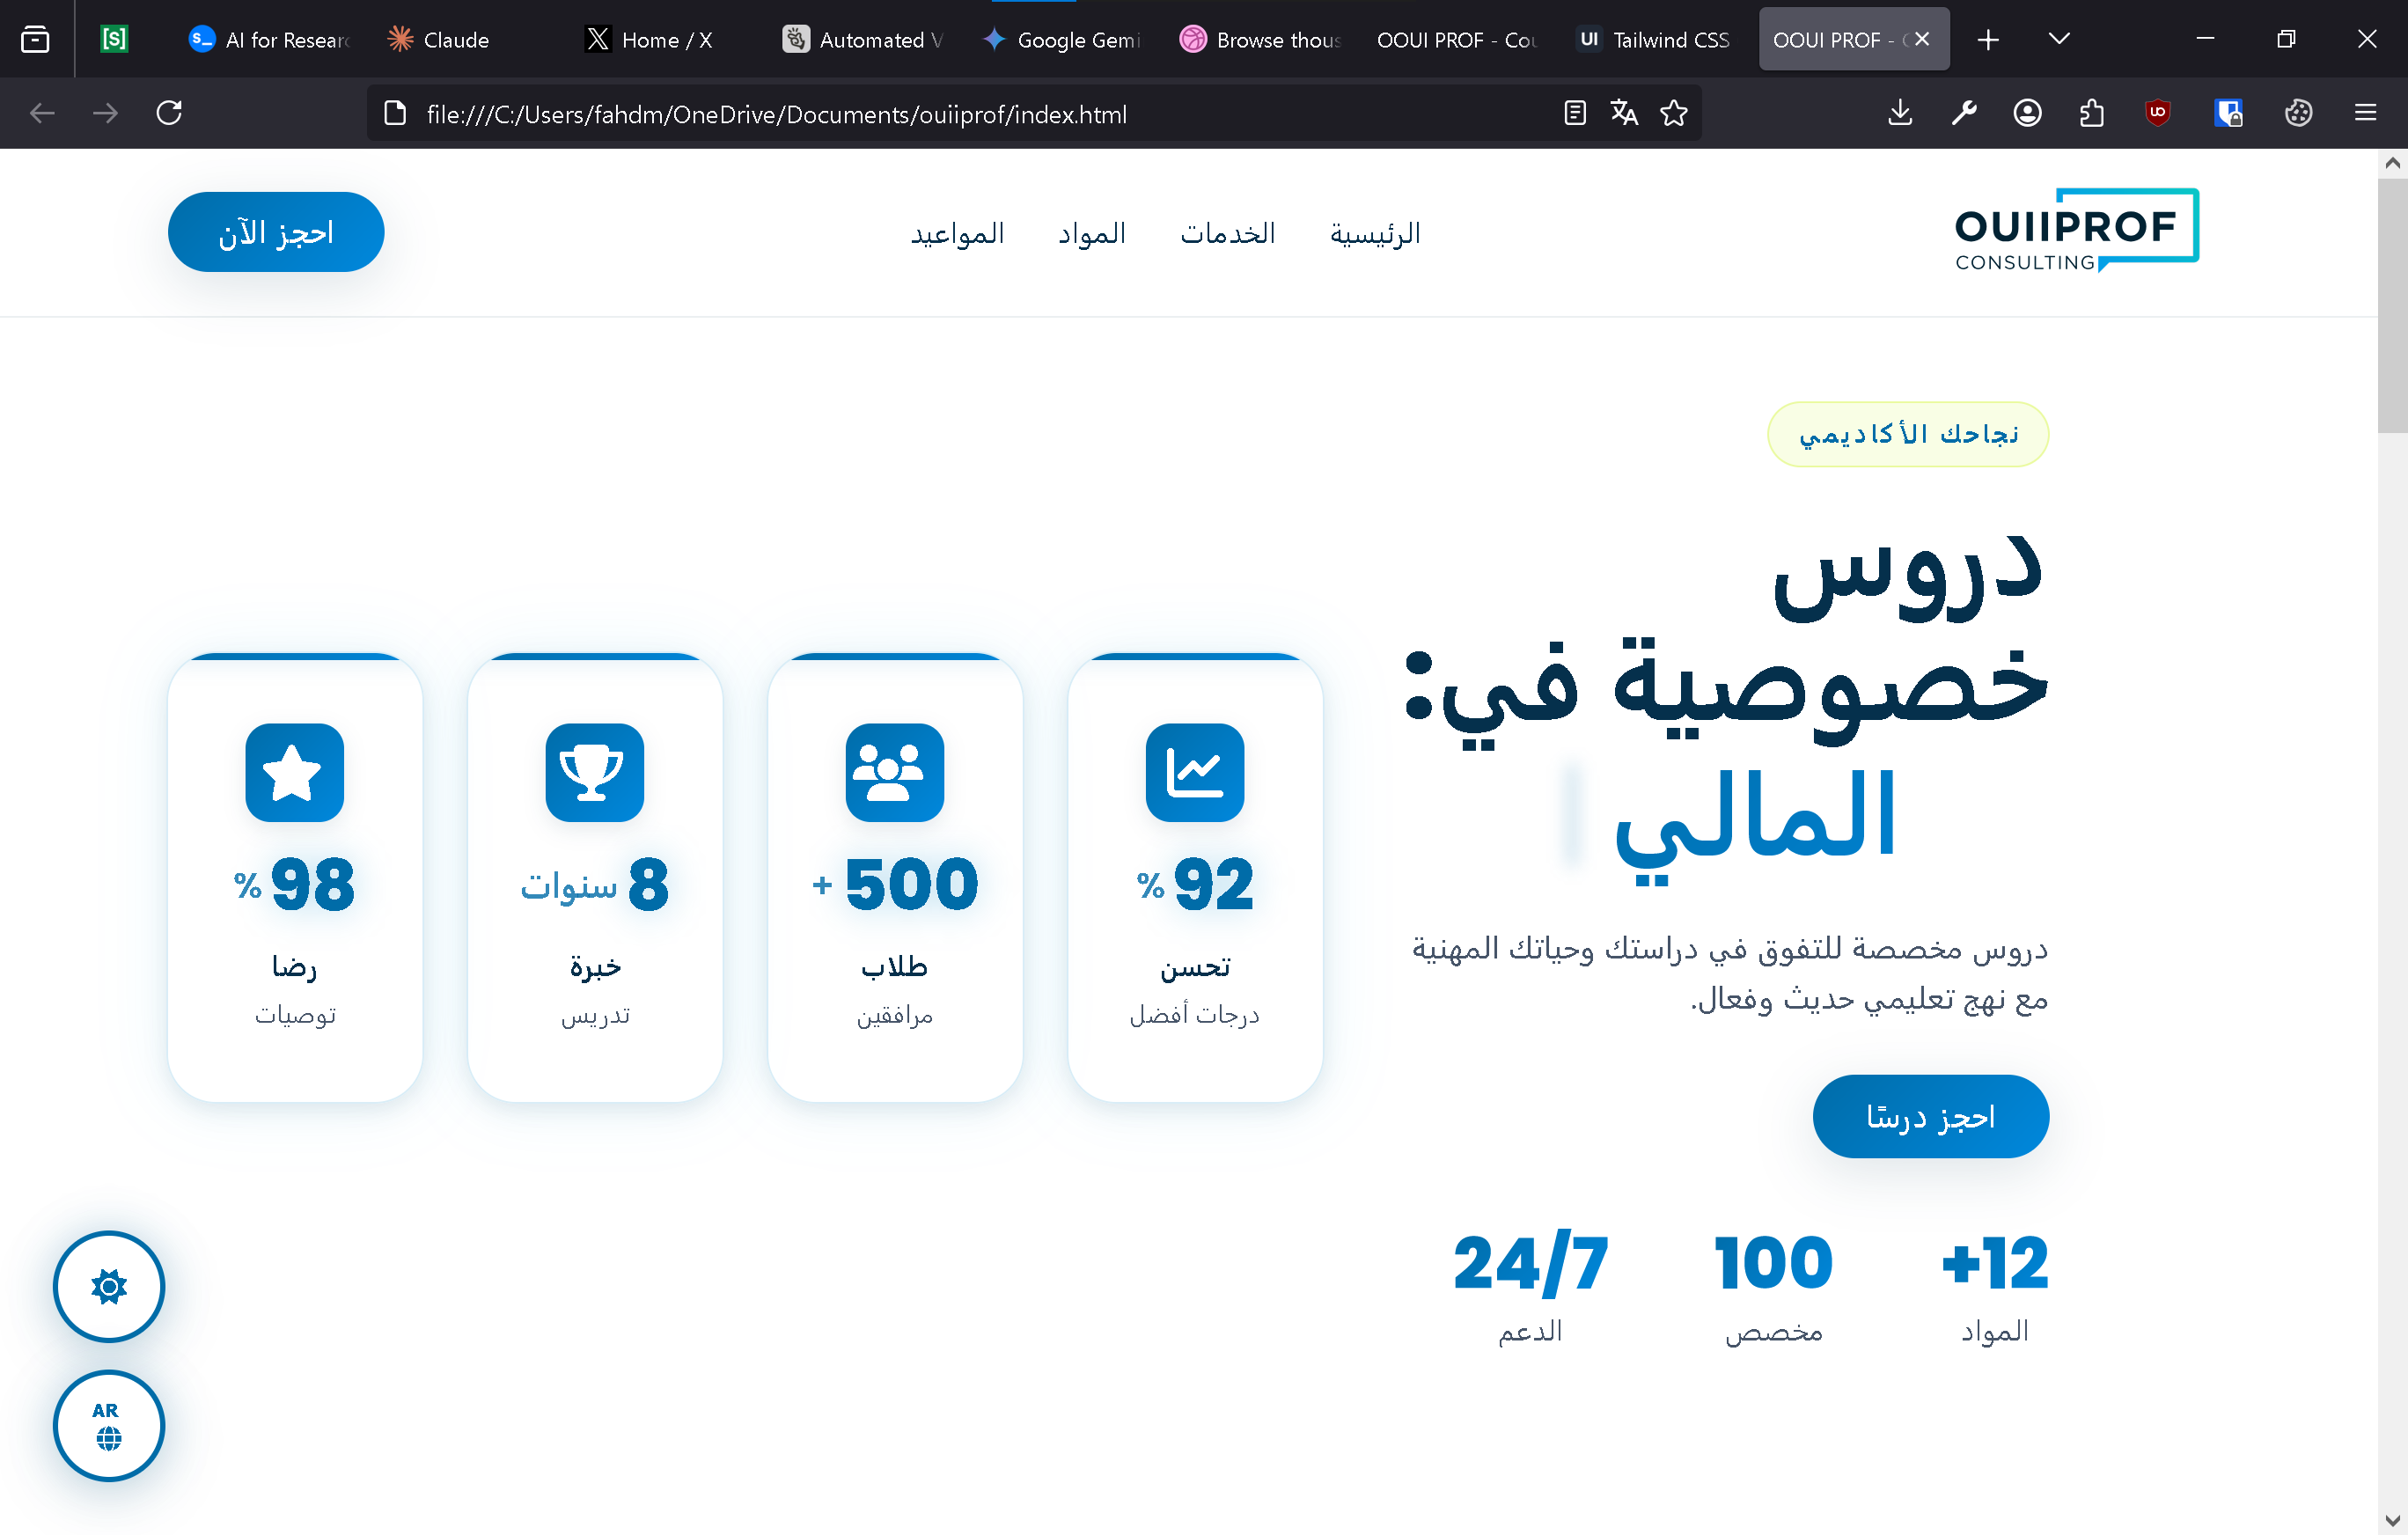 [S]
S_ AI for Resear
Claude
Home / X
Automated V
Google Gemi
Browse thous
OOUI PROF - Cou
UI Tailwind CSS
OOUI PROF - C
file:///C:/Users/fahdm/OneDrive/Documents/ouiiprof/index.html
OUIIPROF
CONSULTING
الرئيسية
الخدمات
المواد
المواعيد
احجز الآن
نجاحك الأكاديمي
دروس
خصوصية في:
المالي
دروس مخصصة للتفوق في دراستك وحياتك المهنية
مع نهج تعليمي حديث وفعال.
احجز درسًا
+12
المواد
100
مخصص
24/7
الدعم
92 %
تحسن
درجات أفضل
500 +
طلاب
مرافقين
8 سنوات
خبرة
تدريس
98 %
رضا
توصيات
AR